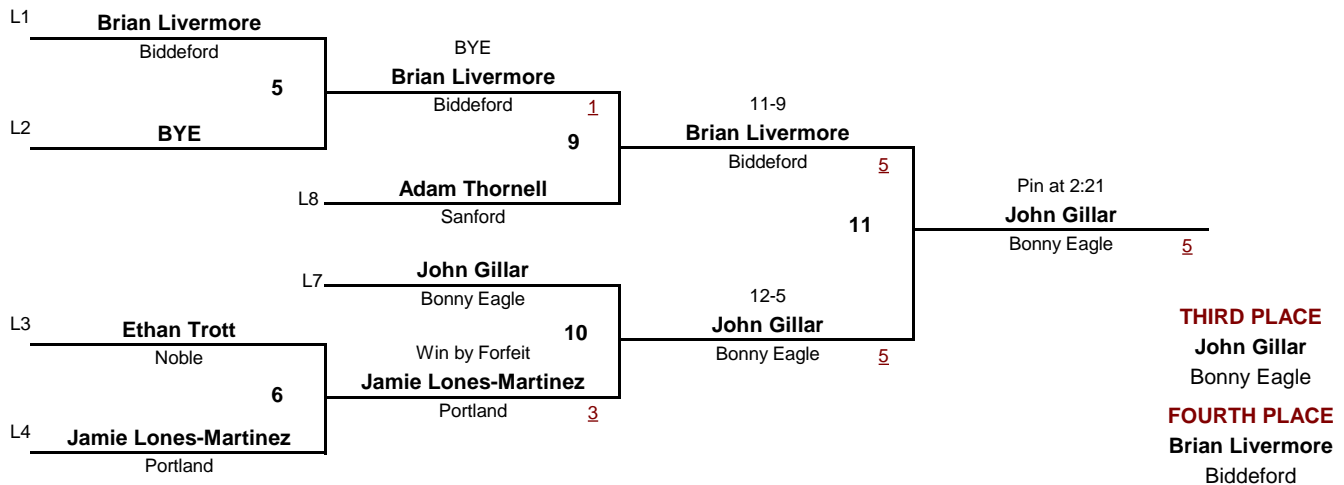 L1
Brian Livermore
Biddeford
5
L2
BYE
BYE
Brian Livermore
Biddeford
1
9
L8
Adam Thornell
Sanford
11-9
Brian Livermore
Biddeford
5
11
Pin at 2:21
John Gillar
Bonny Eagle
5
L7
John Gillar
Bonny Eagle
10
12-5
John Gillar
Bonny Eagle
5
L3
Ethan Trott
Noble
6
Win by Forfeit
Jamie Lones-Martinez
Portland
3
L4
Jamie Lones-Martinez
Portland
THIRD PLACE
John Gillar
Bonny Eagle
FOURTH PLACE
Brian Livermore
Biddeford